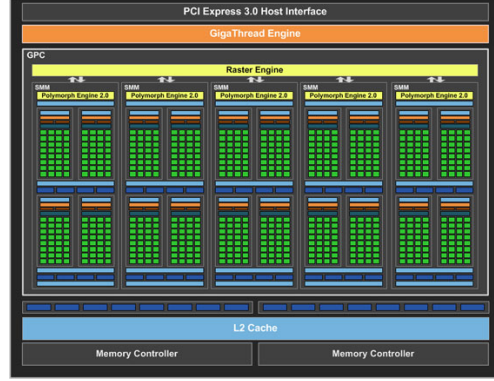 PCI Express 3.0 Host Interface
GigaThread Engine
GPC
Raster Engine
SMM SMM SMM SMM SMM
Polymorph Engine 2.0 Polymorph Engine 2.0 Polymorph Engine 2.0 Polymorph Engine 2.0 Polymorph Engine 2.0
L2 Cache
Memory Controller Memory Controller